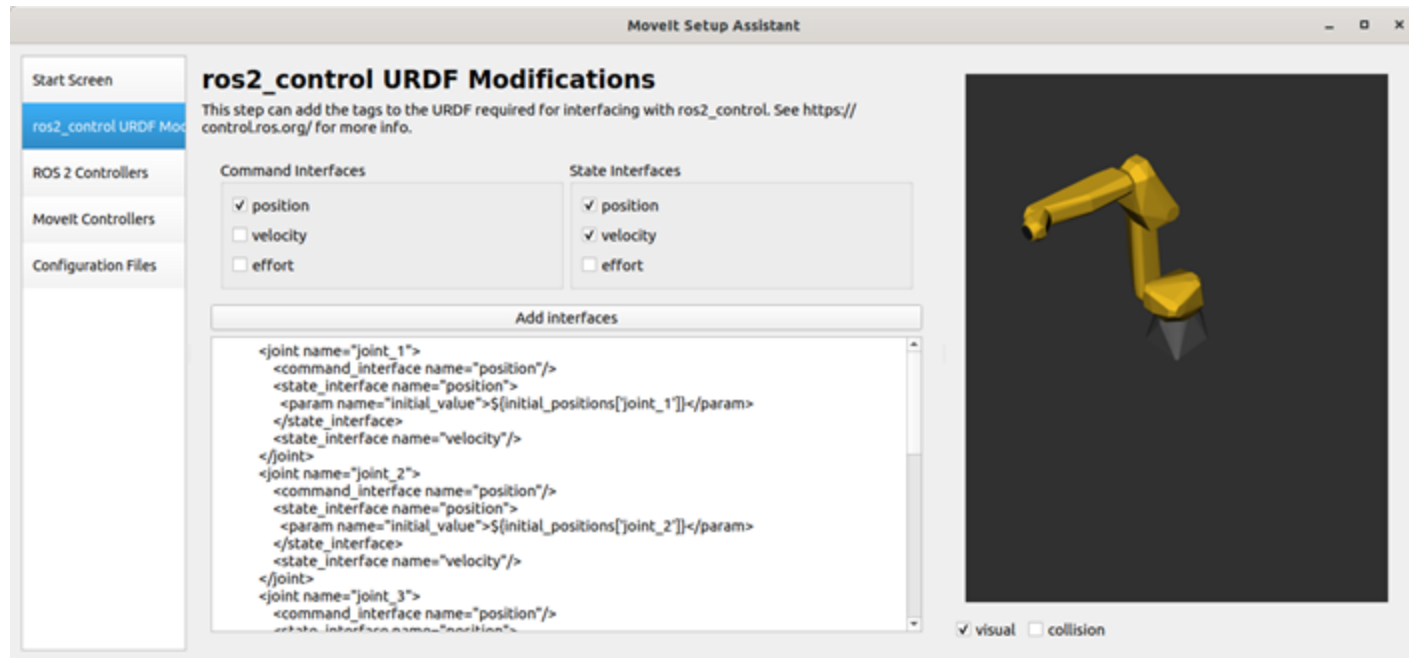 MoveIt Setup Assistant
Start Screen
ros2_control URDF Mod
ROS 2 Controllers
MoveIt Controllers
Configuration Files
ros2_control URDF Modifications
This step can add the tags to the URDF required for interfacing with ros2_control. See https://
control.ros.org/ for more info.
Command Interfaces
position
velocity
effort
State Interfaces
position
velocity
effort
Add interfaces
<joint name="joint_1">
<command_interface name="position"/>
<state_interface name="position">
<param name="initial_value">${initial_positions['joint_1']}</param>
</state_interface>
<state_interface name="velocity"/>
</joint>
<joint name="joint_2">
<command_interface name="position"/>
<state_interface name="position">
<param name="initial_value">${initial_positions['joint_2']}</param>
</state_interface>
<state_interface name="velocity"/>
</joint>
<joint name="joint_3">
<command_interface name="position"/>
<state_interface name="position">
visual
collision